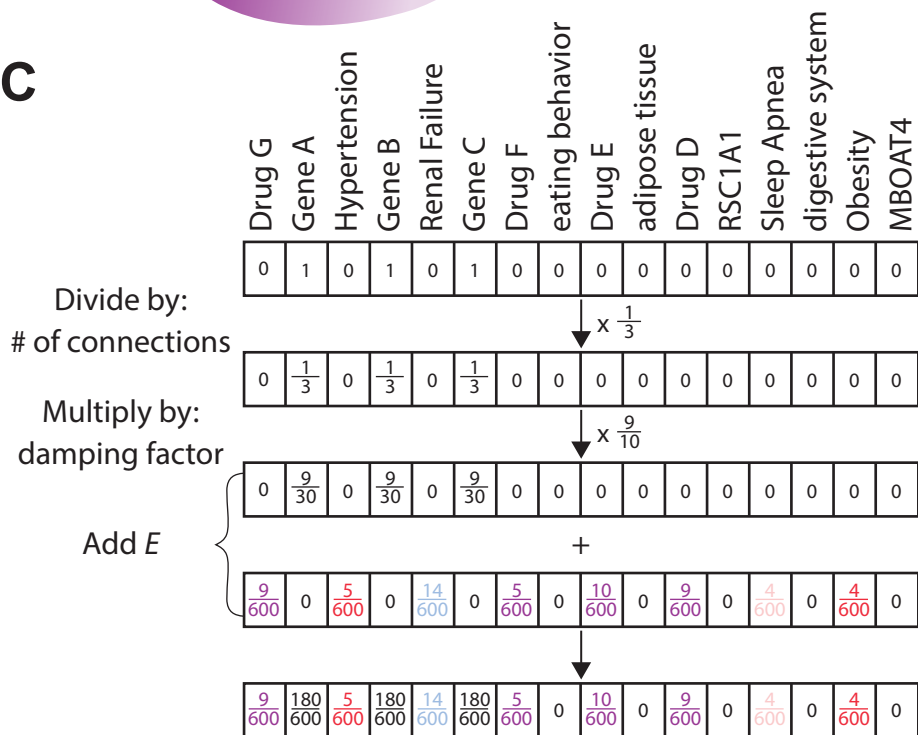 C
Drug G
Gene A
Hypertension
Gene B
Renal Failure
Gene C
Drug F
eating behavior
Drug E
adipose tissue
Drug D
RSC1A1
Sleep Apnea
digestive system
Obesity
MBOAT4
0 1 0 1 0 1 0 0 0 0 0 0 0 0 0 0
Divide by:
# of connections
x 1/3
0 1/3 0 1/3 0 1/3 0 0 0 0 0 0 0 0 0 0
Multiply by:
damping factor
x 9/10
0 9/30 0 9/30 0 9/30 0 0 0 0 0 0 0 0 0 0
Add E
+
9/600 0 5/600 0 14/600 0 5/600 0 10/600 0 9/600 0 4/600 0 4/600 0
9/600 180/600 5/600 180/600 14/600 180/600 5/600 0 10/600 0 9/600 0 4/600 0 4/600 0